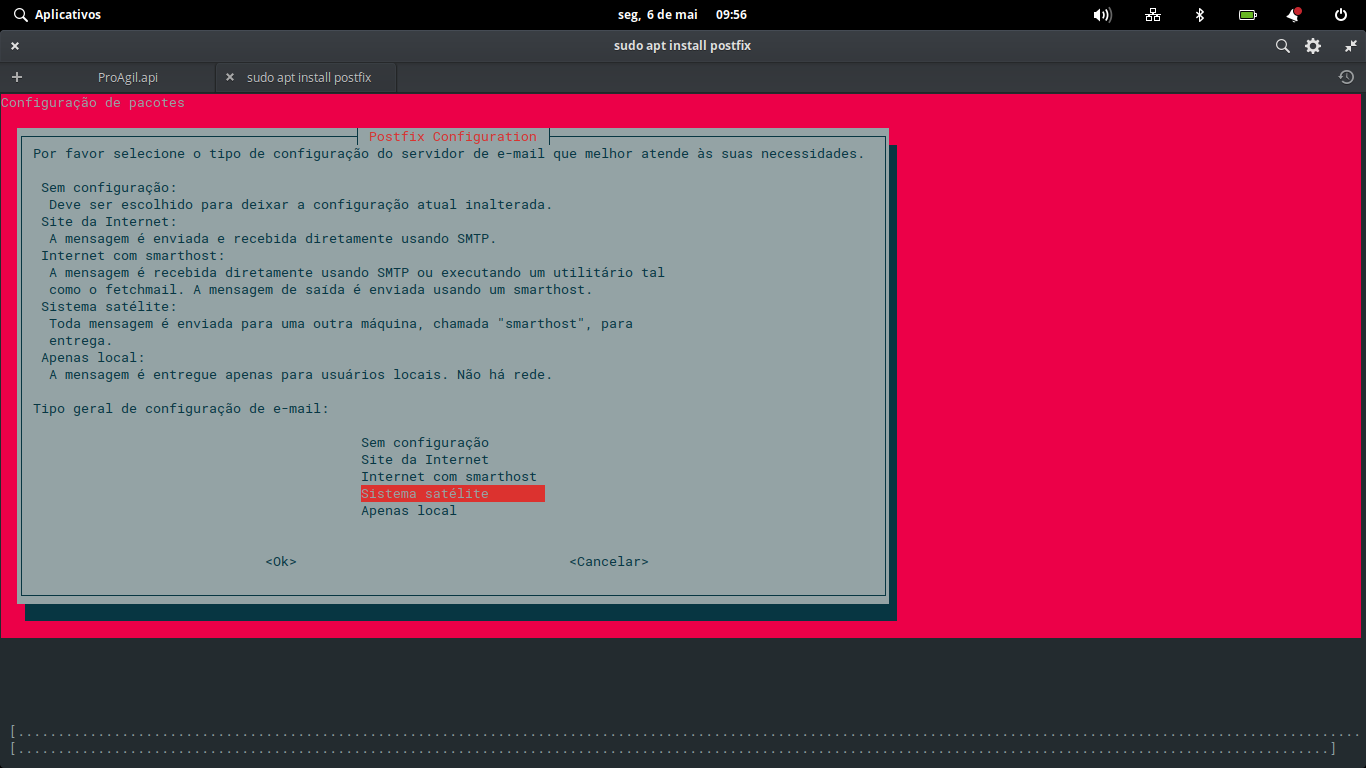 Aplicativos
seg, 6 de mai 09:56
sudo apt install postfix
ProAgil.api
sudo apt install postfix
Configuração de pacotes
Postfix Configuration
Por favor selecione o tipo de configuração do servidor de e-mail que melhor atende às suas necessidades.
Sem configuração:
Deve ser escolhido para deixar a configuração atual inalterada.
Site da Internet:
A mensagem é enviada e recebida diretamente usando SMTP.
Internet com smarthost:
A mensagem é recebida diretamente usando SMTP ou executando um utilitário tal
como o fetchmail. A mensagem de saída é enviada usando um smarthost.
Sistema satélite:
Toda mensagem é enviada para uma outra máquina, chamada "smarthost", para
entrega.
Apenas local:
A mensagem é entregue apenas para usuários locais. Não há rede.
Tipo geral de configuração de e-mail:
Sem configuração
Site da Internet
Internet com smarthost
Sistema satélite
Apenas local
<Ok> <Cancelar>